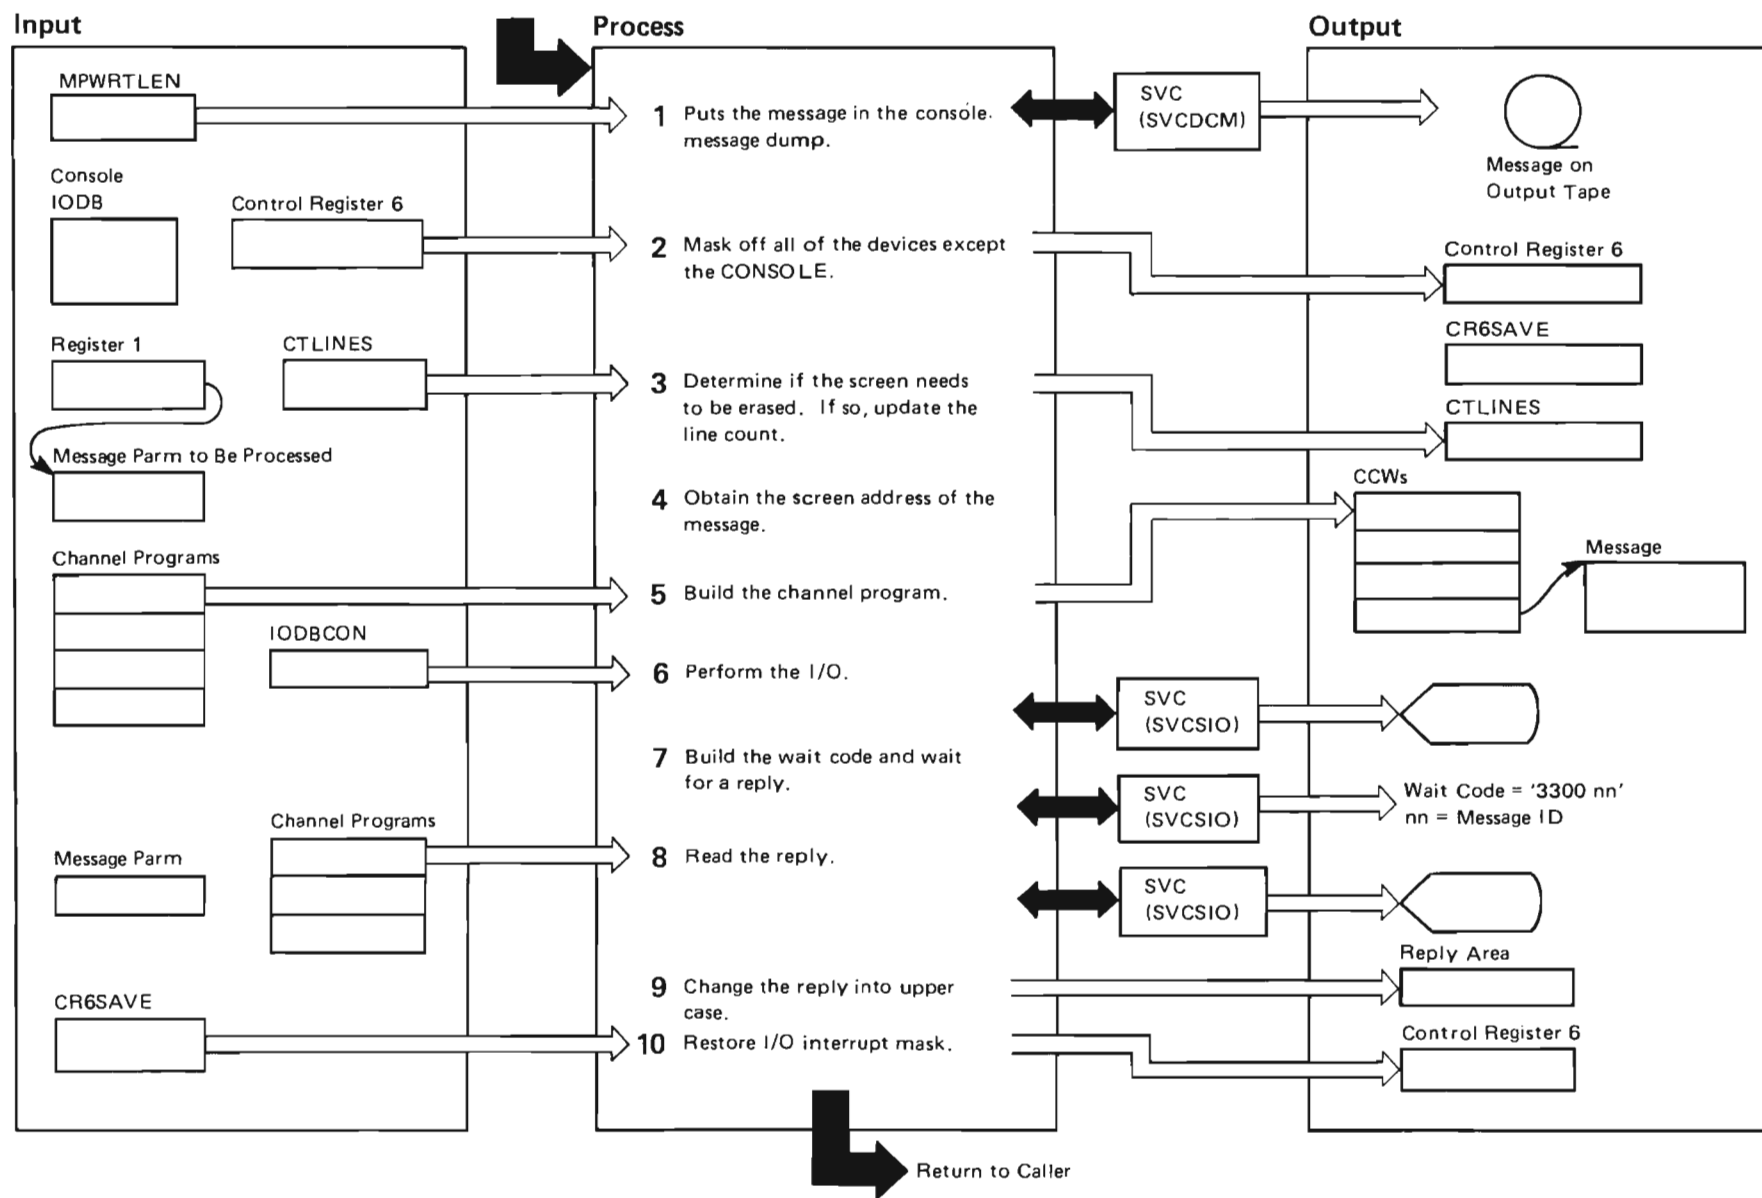 Input
Process
Output
MPWRTLEN
Console
IODB
Control Register 6
Register 1
CTLINES
Message Parm to Be Processed
Channel Programs
IODBCON
Channel Programs
Message Parm
CR6SAVE
1 Puts the message in the console
message dump.
2 Mask off all of the devices except
the CONSOLE.
3 Determine if the screen needs
to be erased. If so, update the
line count.
4 Obtain the screen address of the
message.
5 Build the channel program.
6 Perform the I/O.
7 Build the wait code and wait
for a reply.
8 Read the reply.
9 Change the reply into upper
case.
10 Restore I/O interrupt mask.
Return to Caller
SVC
(SVCDCM)
SVC
(SVCSIO)
SVC
(SVCSIO)
SVC
(SVCSIO)
Message on
Output Tape
Control Register 6
CR6SAVE
CTLINES
CCWs
Message
Wait Code = '3300 nn'
nn = Message ID
Reply Area
Control Register 6